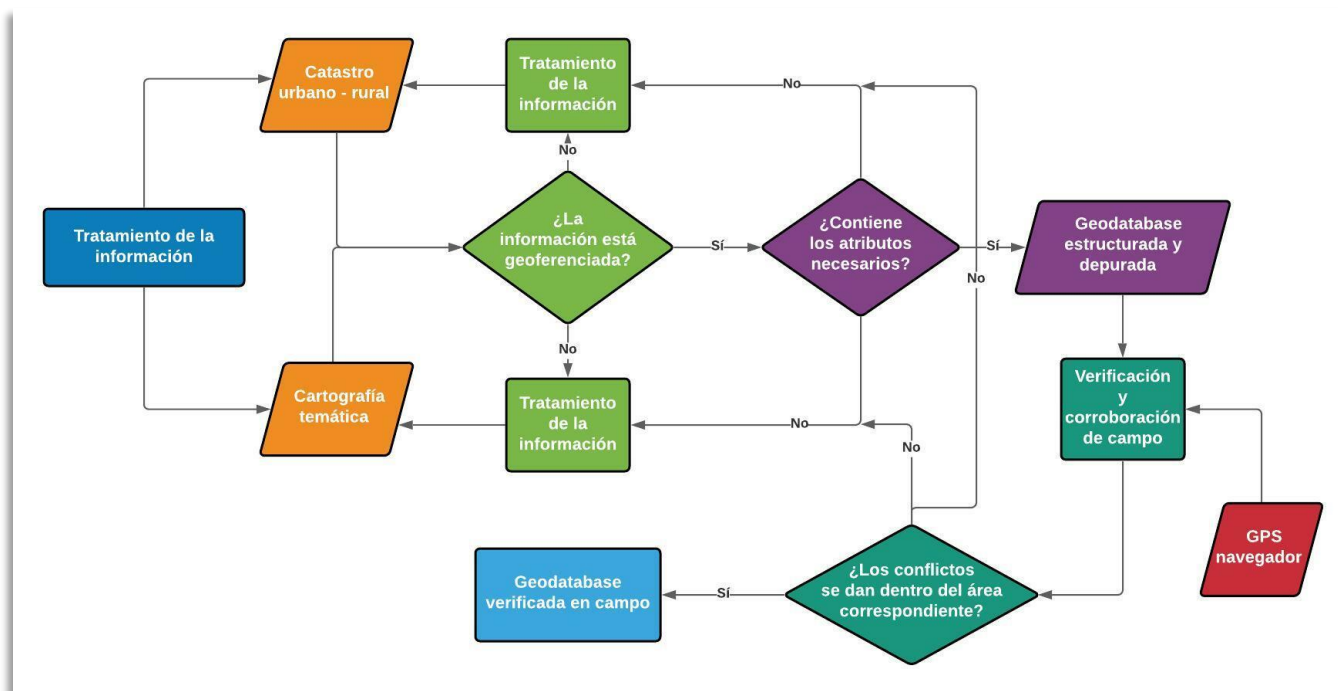 Catastro
urbano - rural
Tratamiento
de la
información
No
No
Tratamiento de la
información
¿La
información está
geoferenciada?
Sí
¿Contiene
los atributos
necesarios?
Sí
Geodatabase
estructurada y
depurada
No
No
Cartografía
temática
Tratamiento
de la
información
No
No
Verificación
y
corroboración
de campo
GPS
navegador
Geodatabase
verificada en campo
Sí
¿Los conflictos
se dan dentro del área
correspondiente?